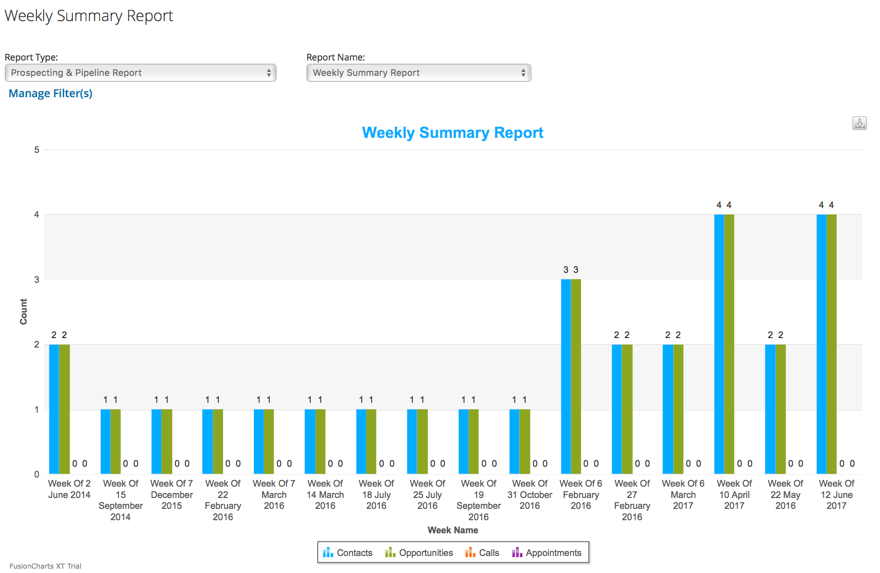 Weekly Summary Report
Report Type:
Report Name:
Prospecting & Pipeline Report
Weekly Summary Report
Manage Filter(s)
Weekly Summary Report
5
4
3
2
1
0
Count
2 2 0 0
1 1 0 0
1 1 0 0
1 1 0 0
1 1 0 0
1 1 0 0
1 1 0 0
1 1 0 0
1 1 0 0
1 1 0 0
3 3 0 0
2 2 0 0
2 2 0 0
4 4 0 0
2 2 0 0
4 4 0 0
Week Of 2
June 2014
Week Of
15
September
2014
Week Of 7
December
2015
Week Of
22
February
2016
Week Of 7
March
2016
Week Of
14 March
2016
Week Of
18 July
2016
Week Of
25 July
2016
Week Of
19
September
2016
Week Of
31 October
2016
Week Of 6
February
2016
Week Of
27
February
2016
Week Of 6
March
2017
Week Of
10 April
2017
Week Of
22 May
2016
Week Of
12 June
2017
Week Name
Contacts Opportunities Calls Appointments
FusionCharts XT Trial